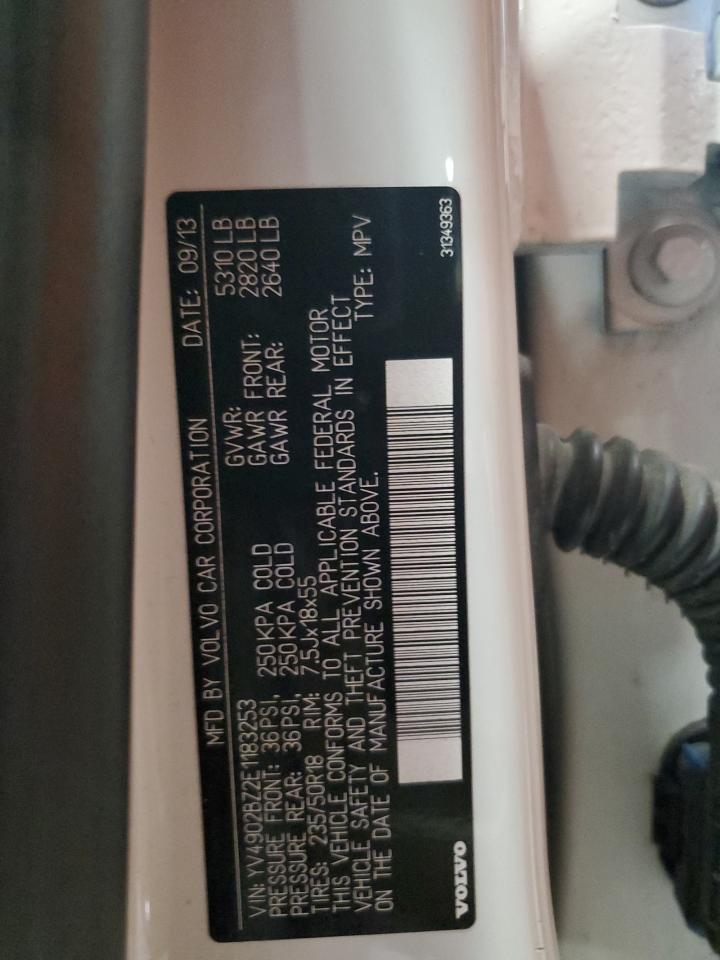 MFD BY VOLVO CAR CORPORATION DATE: 09/13
VIN: YV4902BZ2E1183253 GVWR: 5310 LB
PRESSURE FRONT: 36PSI, 250KPA COLD GAWR FRONT: 2820 LB
PRESSURE REAR: 36PSI, 250KPA COLD GAWR REAR: 2640 LB
TIRES: 235/50R18 RIM: 7.5Jx18x55
THIS VEHICLE CONFORMS TO ALL APPLICABLE FEDERAL MOTOR
VEHICLE SAFETY AND THEFT PREVENTION STANDARDS IN EFFECT
ON THE DATE OF MANUFACTURE SHOWN ABOVE. TYPE: MPV
VOLVO 31349363